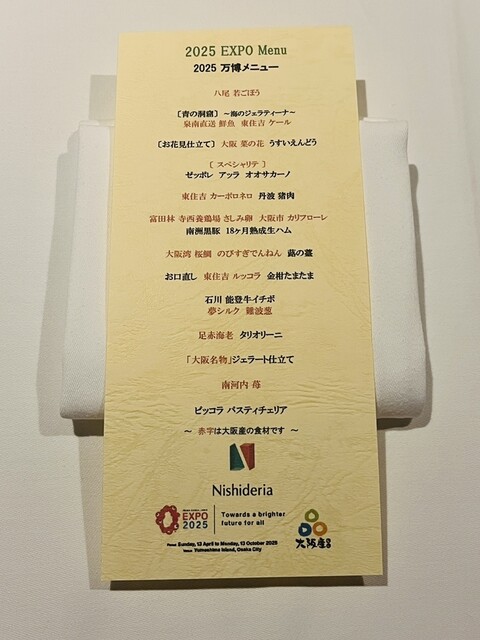 2025 EXPO Menu
2025 万博メニュー
八尾 若ごぼう
〔青の洞窟〕 ～海のジェラティーナ～
泉南直送 鮮魚 東住吉 ケール
〔お花見仕立て〕 大阪 菜の花 うすいえんどう
〔 スペシャリテ 〕
ゼッポレ アッラ オオサカーノ
東住吉 カーボロネロ 丹波 猪肉
富田林 寺西養鶏場 さしみ卵 大阪市 カリフローレ
南洲黒豚 18ヶ月熟成生ハム
大阪湾 桜鯛 のびすぎでんねん 蕗の薹
お口直し 東住吉 ルッコラ 金柑たまたま
石川 能登牛イチボ
夢シルク 難波葱
足赤海老 タリオリーニ
「大阪名物」ジェラート仕立て
南河内 苺
ピッコラ パスティチェリア
～ 赤字は大阪産の食材です ～
Nishideria
EXPO
2025
Towards a brighter
future for all
Sunday, 13 April to Monday, 13 October 2025
Yumeshima Island, Osaka City
大阪産